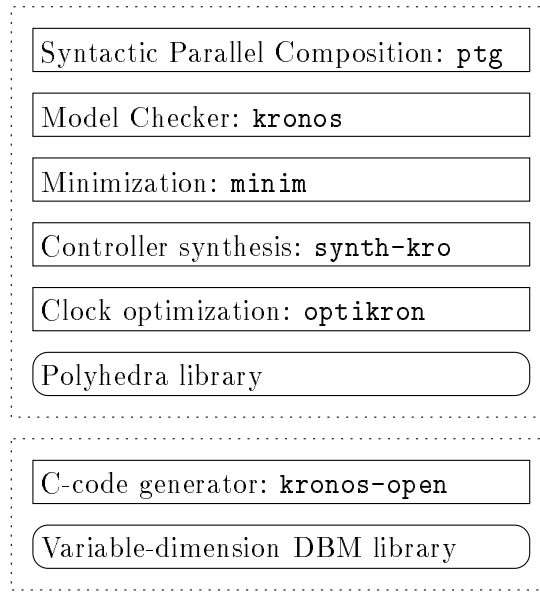 Syntactic Parallel Composition: ptg
Model Checker: kronos
Minimization: minim
Controller synthesis: synth-kro
Clock optimization: optikron
Polyhedra library
C-code generator: kronos-open
Variable-dimension DBM library